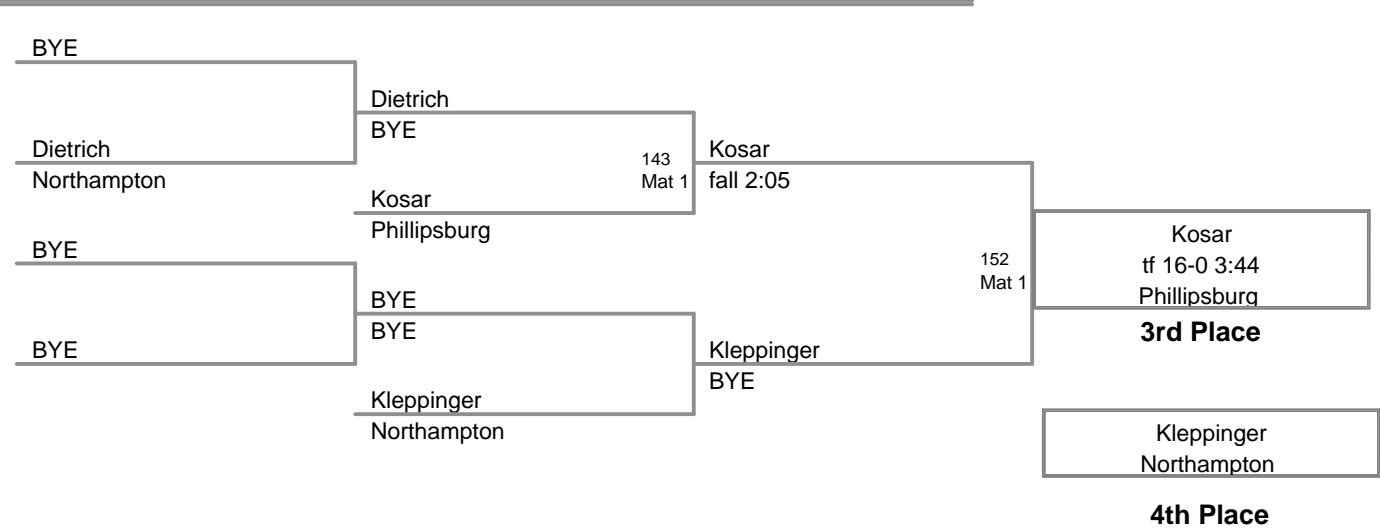 BYE
Dietrich
BYE
Dietrich
Northampton
143
Mat 1
Kosar
fall 2:05
Kosar
Phillipsburg
BYE
Kosar
tf 16-0 3:44
Phillipsburg
152
Mat 1
BYE
BYE
3rd Place
BYE
Kleppinger
BYE
Kleppinger
Northampton
Kleppinger
Northampton
4th Place